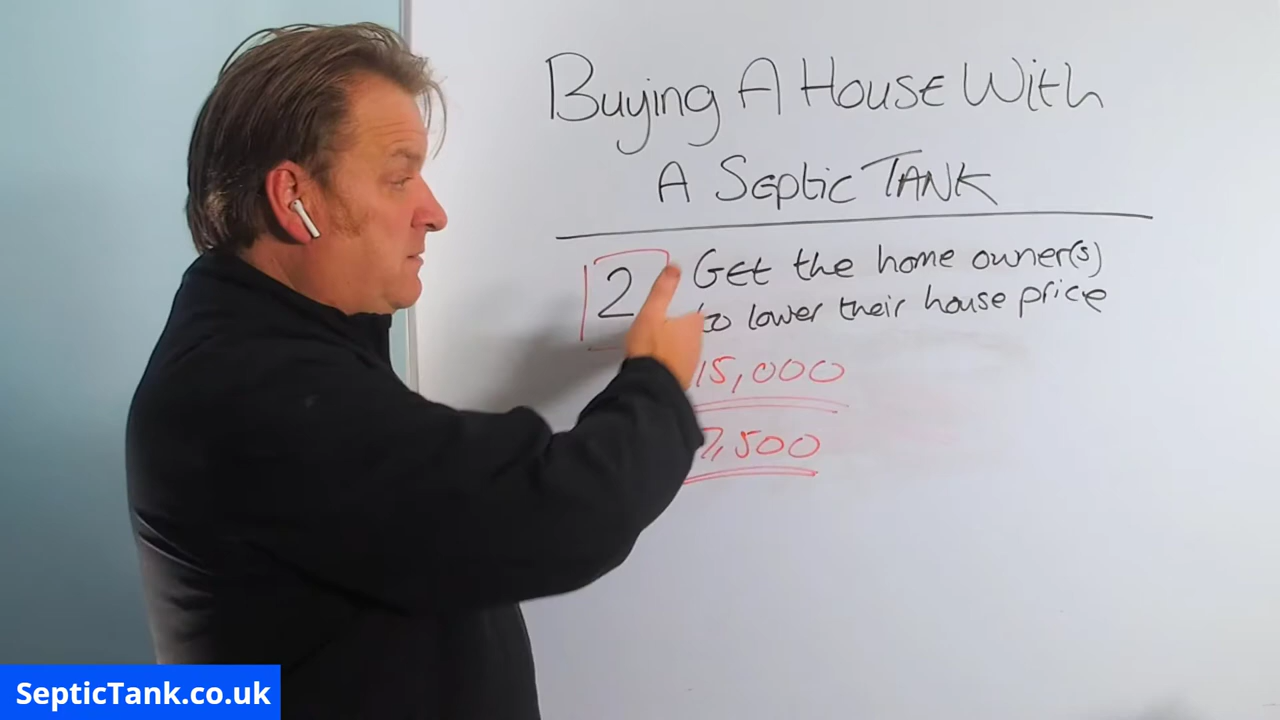 Buying A House With
A Septic Tank
2 Get the home owner(s)
to lower their house price
15,000
7,500
SepticTank.co.uk